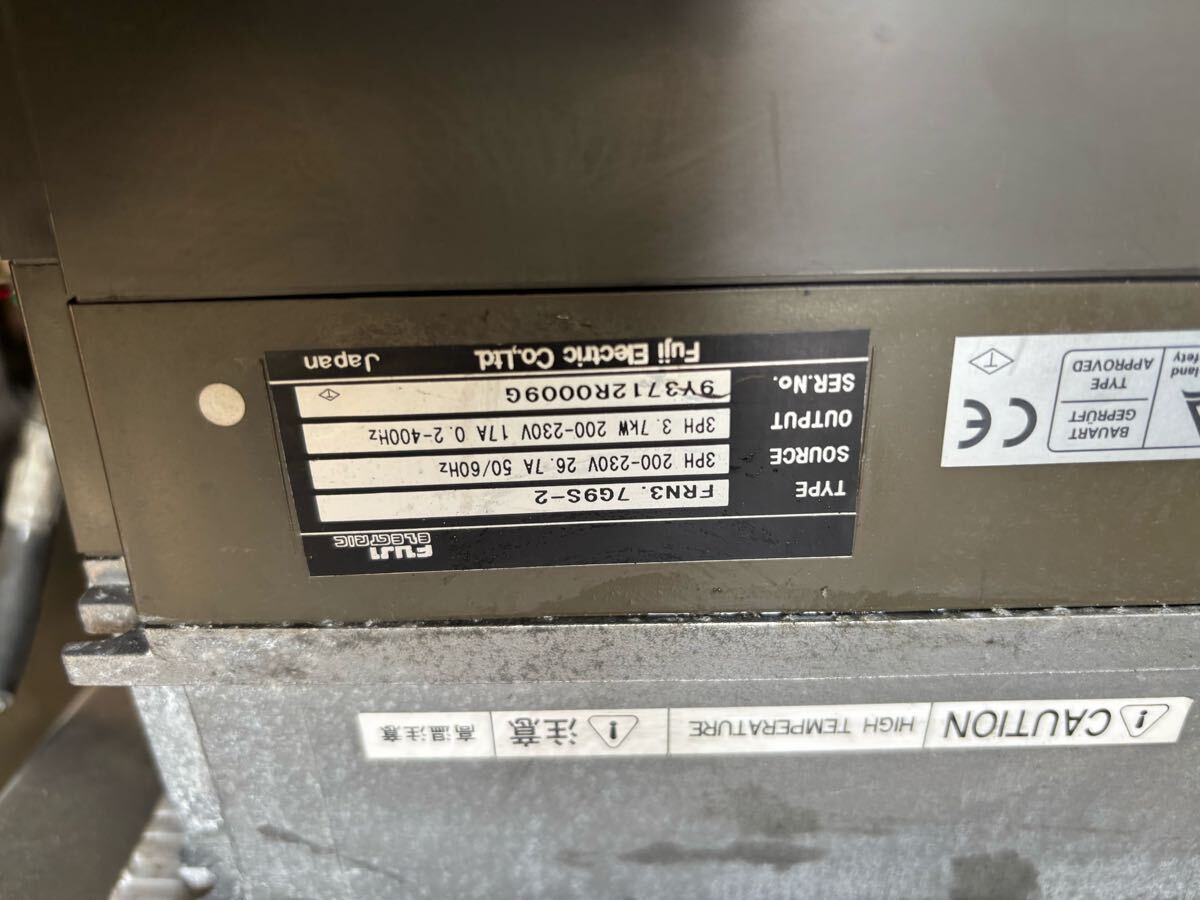 FUJI
ELECTRIC
TYPE FRN3.7G9S-2
SOURCE 3PH 200-230V 26.7A 50/60Hz
OUTPUT 3PH 3.7kW 200-230V 17A 0.2-400Hz
SER.No. 9Y3712R0009G
Fuji Electric Co.,Ltd. Japan
BAUART
GEPRÜFT
TYPE
APPROVED
CE
CAUTION HIGH TEMPERATURE 注意 高温注意